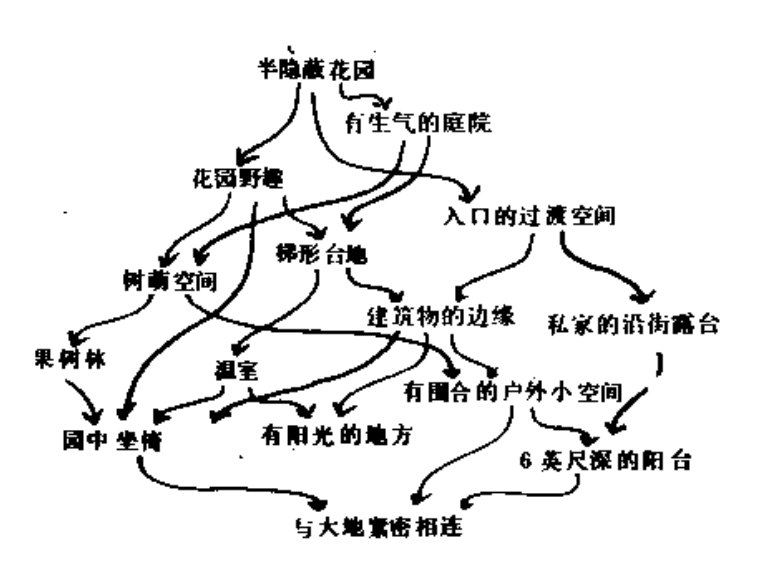 半隐蔽花园
有生气的庭院
花园野趣
入口的过渡空间
梯形台地
树荫空间
建筑物的边缘
私家的沿街露台
果树林
温室
有围合的户外小空间
园中坐椅
有阳光的地方
6英尺深的阳台
与大地紧密相连